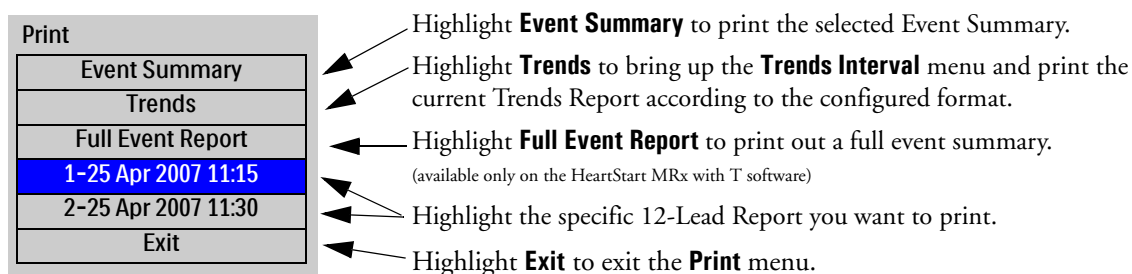 Print
Event Summary
Trends
Full Event Report
1-25 Apr 2007 11:15
2-25 Apr 2007 11:30
Exit
Highlight Event Summary to print the selected Event Summary.
Highlight Trends to bring up the Trends Interval menu and print the
current Trends Report according to the configured format.
Highlight Full Event Report to print out a full event summary.
(available only on the HeartStart MRx with T software)
Highlight the specific 12-Lead Report you want to print.
Highlight Exit to exit the Print menu.